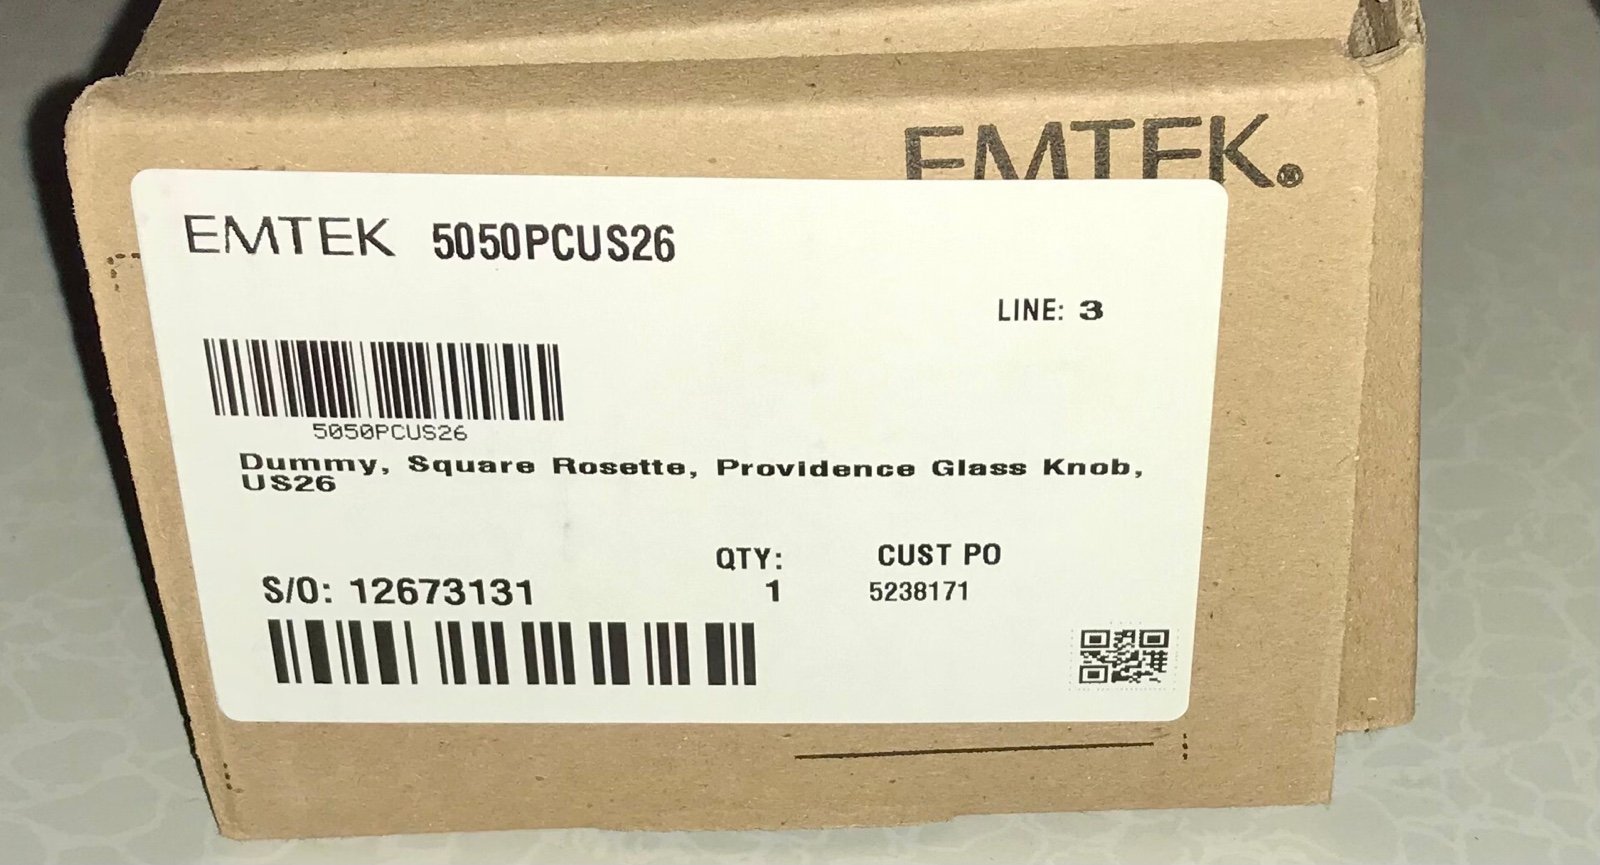 EMTEK®
EMTEK 5050PCUS26
LINE: 3
5050PCUS26
Dummy, Square Rosette, Providence Glass Knob,
US26
QTY: CUST PO
S/O: 12673131 1 5238171